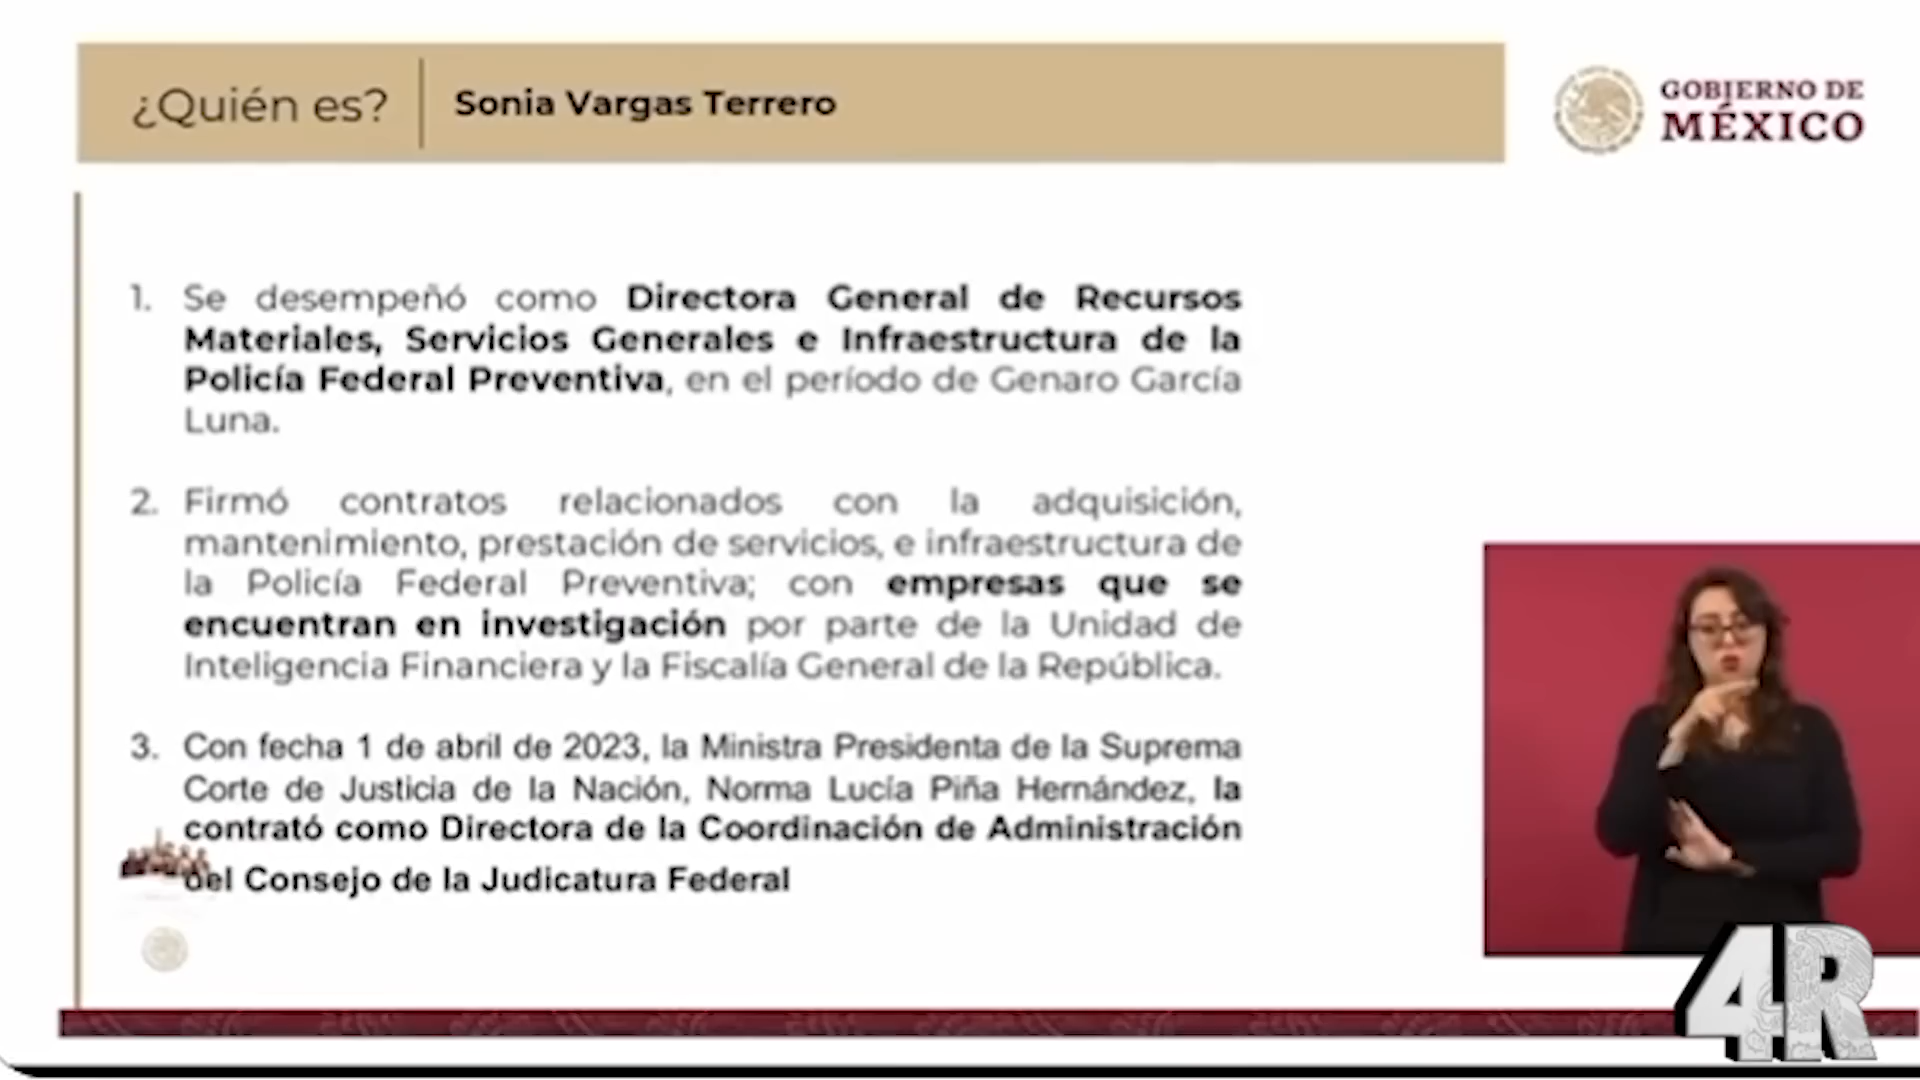 ¿Quién es?
Sonia Vargas Terrero
GOBIERNO DE
MÉXICO
1. Se desempeñó como Directora General de Recursos
Materiales, Servicios Generales e Infraestructura de la
Policía Federal Preventiva, en el período de Genaro García
Luna.
2. Firmó contratos relacionados con la adquisición,
mantenimiento, prestación de servicios, e infraestructura de
la Policía Federal Preventiva; con empresas que se
encuentran en investigación por parte de la Unidad de
Inteligencia Financiera y la Fiscalía General de la República.
3. Con fecha 1 de abril de 2023, la Ministra Presidenta de la Suprema
Corte de Justicia de la Nación, Norma Lucía Piña Hernández, la
contrató como Directora de la Coordinación de Administración
del Consejo de la Judicatura Federal
4R